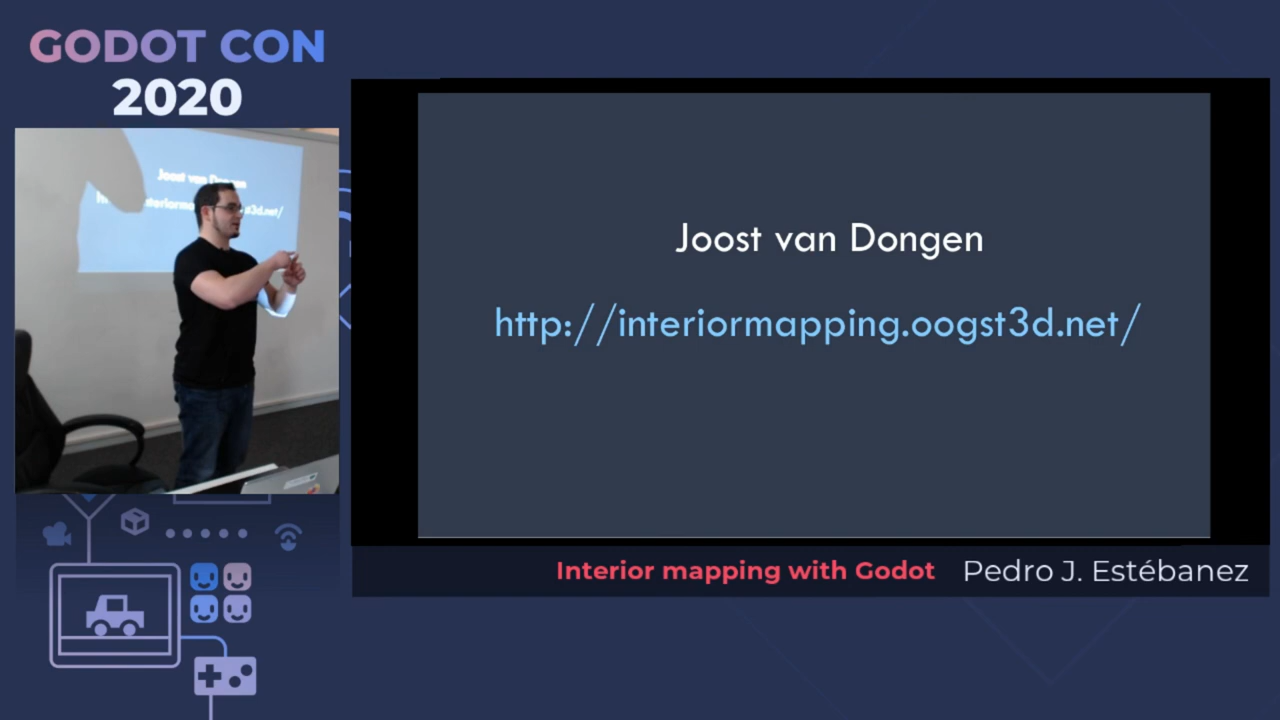 GODOT CON
2020
Joost van Dongen
http://interiormapping.oogst3d.net/
Interior mapping with Godot Pedro J. Estébanez